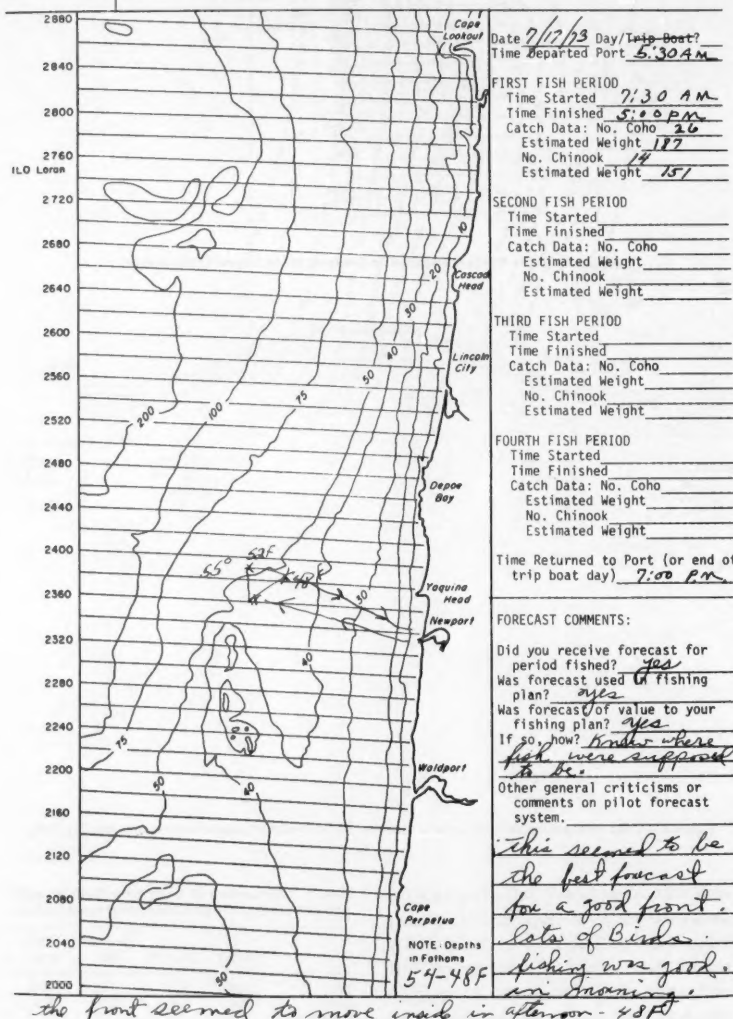 2880
2840
2800
2760
ILO Loran
2720
2680
2640
2600
2560
2520
2480
2440
2400
2360
2320
2280
2240
2200
2160
2120
2080
2040
2000
Cape
Lookout
10
20
Cascade
Head
30
40
Lincoln
City
50
75
100
200
Depoe
Bay
52F
55°
48F
30
Yaquina
Head
Newport
40
75
50
40
Waldport
Cape
Perpetua
50
NOTE: Depths
in Fathoms
54-48F
Date 7/17/73 Day/Trip Boat?
Time Departed Port 5:30 AM
FIRST FISH PERIOD
Time Started 7:30 AM
Time Finished 5:00 PM
Catch Data: No. Coho 26
Estimated Weight 187
No. Chinook 14
Estimated Weight 151
SECOND FISH PERIOD
Time Started
Time Finished
Catch Data: No. Coho
Estimated Weight
No. Chinook
Estimated Weight
THIRD FISH PERIOD
Time Started
Time Finished
Catch Data: No. Coho
Estimated Weight
No. Chinook
Estimated Weight
FOURTH FISH PERIOD
Time Started
Time Finished
Catch Data: No. Coho
Estimated Weight
No. Chinook
Estimated Weight
Time Returned to Port (or end of
trip boat day) 7:00 P.M.
FORECAST COMMENTS:
Did you receive forecast for
period fished? yes
Was forecast used in fishing
plan? yes
Was forecast of value to your
fishing plan? yes
If so, how? Knew where
fish were supposed
to be.
Other general criticisms or
comments on pilot forecast
system.
this seemed to be
the best forcast
for a good front.
lots of Birds.
fishing was good.
in morning.
the front seemed to move inside in afternoon - 48F